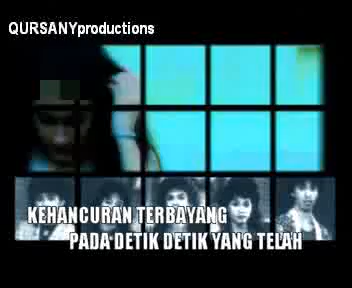 QURSANYproductions
KEHANCURAN TERBAYANG
PADA DETIK DETIK YANG TELAH